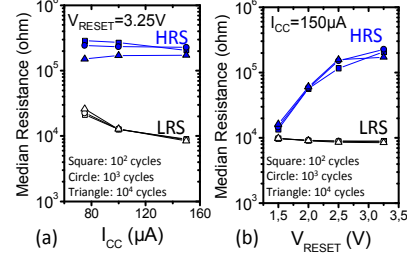 V_RESET=3.25V
HRS
LRS
Square: 10² cycles
Circle: 10³ cycles
Triangle: 10⁴ cycles
Median Resistance (ohm)
10⁶
10⁵
10⁴
10³
80
120
160
(a)
I_CC (µA)
I_CC=150µA
HRS
LRS
Square: 10² cycles
Circle: 10³ cycles
Triangle: 10⁴ cycles
Median Resistance (ohm)
10⁶
10⁵
10⁴
10³
1,5
2,0
2,5
3,0
(b)
V_RESET (V)